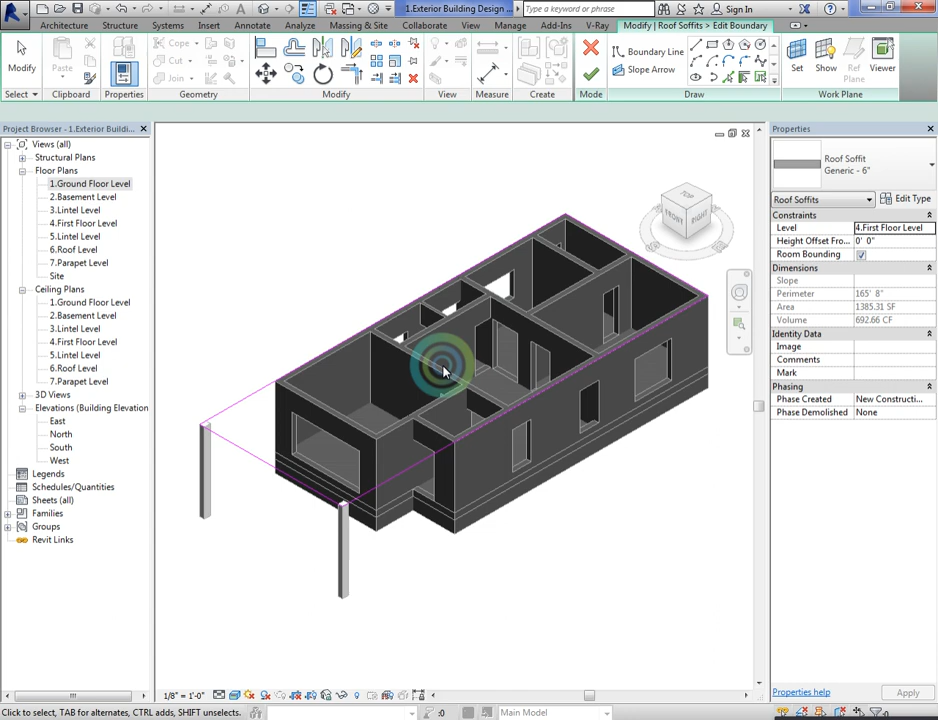 1.Exterior Building Design ...
Type a keyword or phrase
Sign In
Architecture
Structure
Systems
Insert
Annotate
Analyze
Massing & Site
Collaborate
View
Manage
Add-Ins
V-Ray
Modify | Roof Soffits > Edit Boundary
Modify
Paste
Properties
Cope
Cut
Join
Boundary Line
Slope Arrow
Set
Show
Ref Plane
Viewer
Select
Clipboard
Properties
Geometry
Modify
View
Measure
Create
Mode
Draw
Work Plane
Project Browser - 1.Exterior Buildi...
Views (all)
Structural Plans
Floor Plans
1.Ground Floor Level
2.Basement Level
3.Lintel Level
4.First Floor Level
5.Lintel Level
6.Roof Level
7.Parapet Level
Site
Ceiling Plans
1.Ground Floor Level
2.Basement Level
3.Lintel Level
4.First Floor Level
5.Lintel Level
6.Roof Level
7.Parapet Level
3D Views
Elevations (Building Elevation
East
North
South
West
Legends
Schedules/Quantities
Sheets (all)
Families
Groups
Revit Links
TOP
FRONT
RIGHT
Properties
Roof Soffit
Generic - 6"
Roof Soffits
Edit Type
Constraints
Level
4.First Floor Level
Height Offset Fro...
0' 0"
Room Bounding
Dimensions
Slope
Perimeter
165' 8"
Area
1385.31 SF
Volume
692.66 CF
Identity Data
Image
Comments
Mark
Phasing
Phase Created
New Constructi...
Phase Demolished
None
Properties help
Apply
1/8" = 1'-0"
Click to select, TAB for alternates, CTRL adds, SHIFT unselects.
:0
Main Model
:0